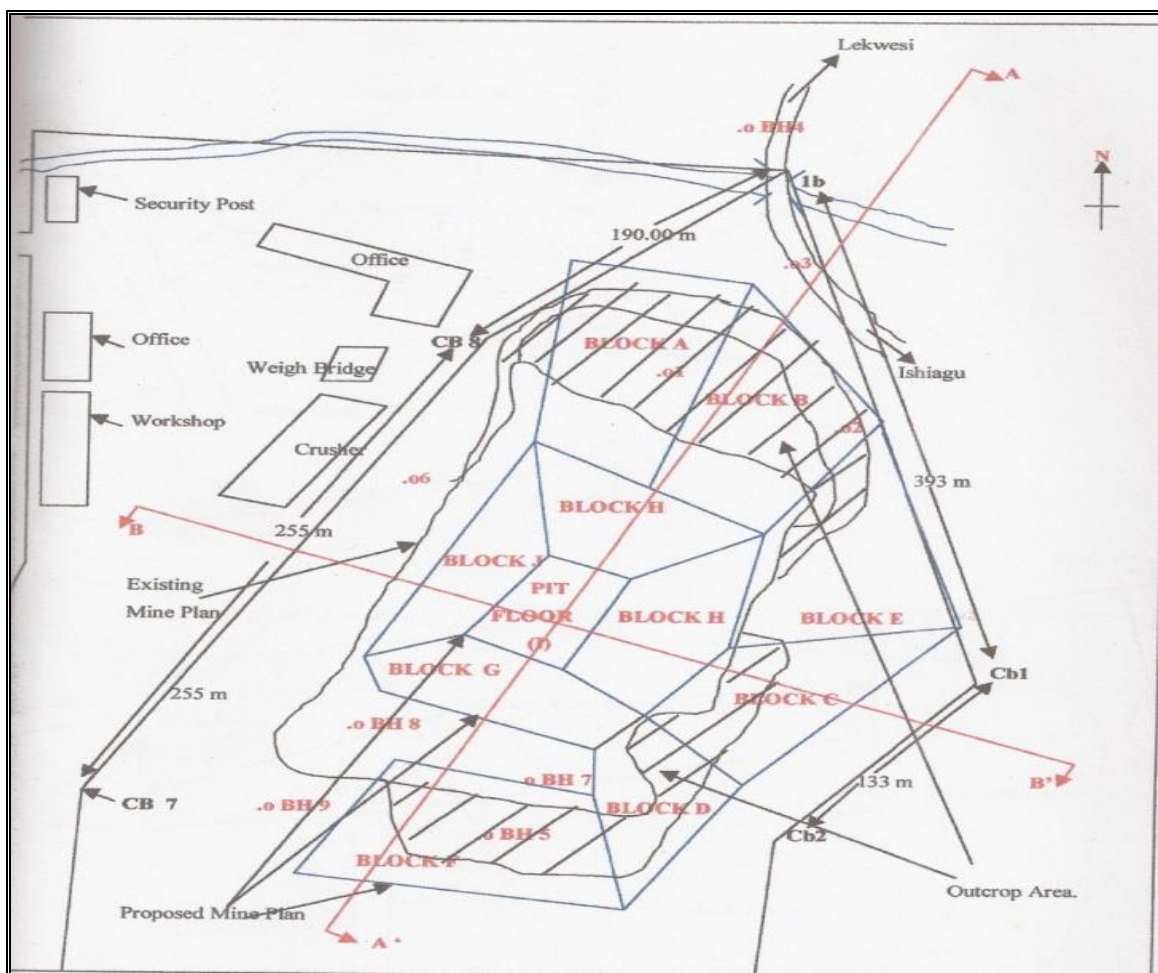 Lekwesi
A
.o BH4
N
1b
Security Post
190.00 m
Office
.o3
Office
CB 8
BLOCK A
Weigh Bridge
.o1
Ishiagu
BLOCK B
Workshop
.o2
Crusher
.o6
393 m
B
BLOCK H
255 m
BLOCK J
Existing
Mine Plan
PIT
FLOOR
(I)
BLOCK H
BLOCK E
BLOCK G
Cb1
255 m
BLOCK C
.o BH 8
B'
CB 7
.o BH 9
o BH 7
133 m
BLOCK D
.o BH 5
Cb2
BLOCK F
Outcrop Area.
Proposed Mine Plan
A '